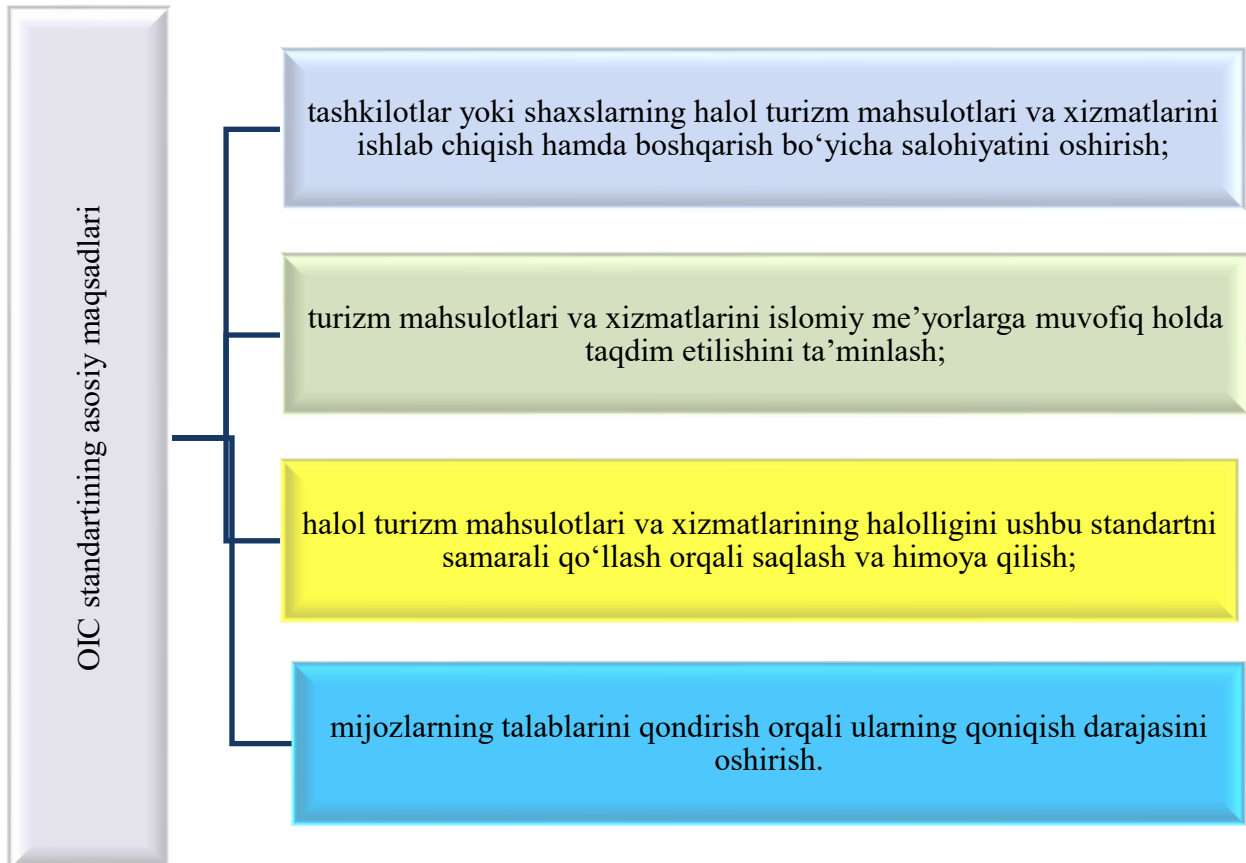 OIC standartining asosiy maqsadlari
tashkilotlar yoki shaxslarning halol turizm mahsulotlari va xizmatlarini
ishlab chiqish hamda boshqarish bo‘yicha salohiyatini oshirish;
turizm mahsulotlari va xizmatlarini islomiy me’yorlarga muvofiq holda
taqdim etilishini ta’minlash;
halol turizm mahsulotlari va xizmatlarining halolligini ushbu standartni
samarali qo‘llash orqali saqlash va himoya qilish;
mijozlarning talablarini qondirish orqali ularning qoniqish darajasini
oshirish.